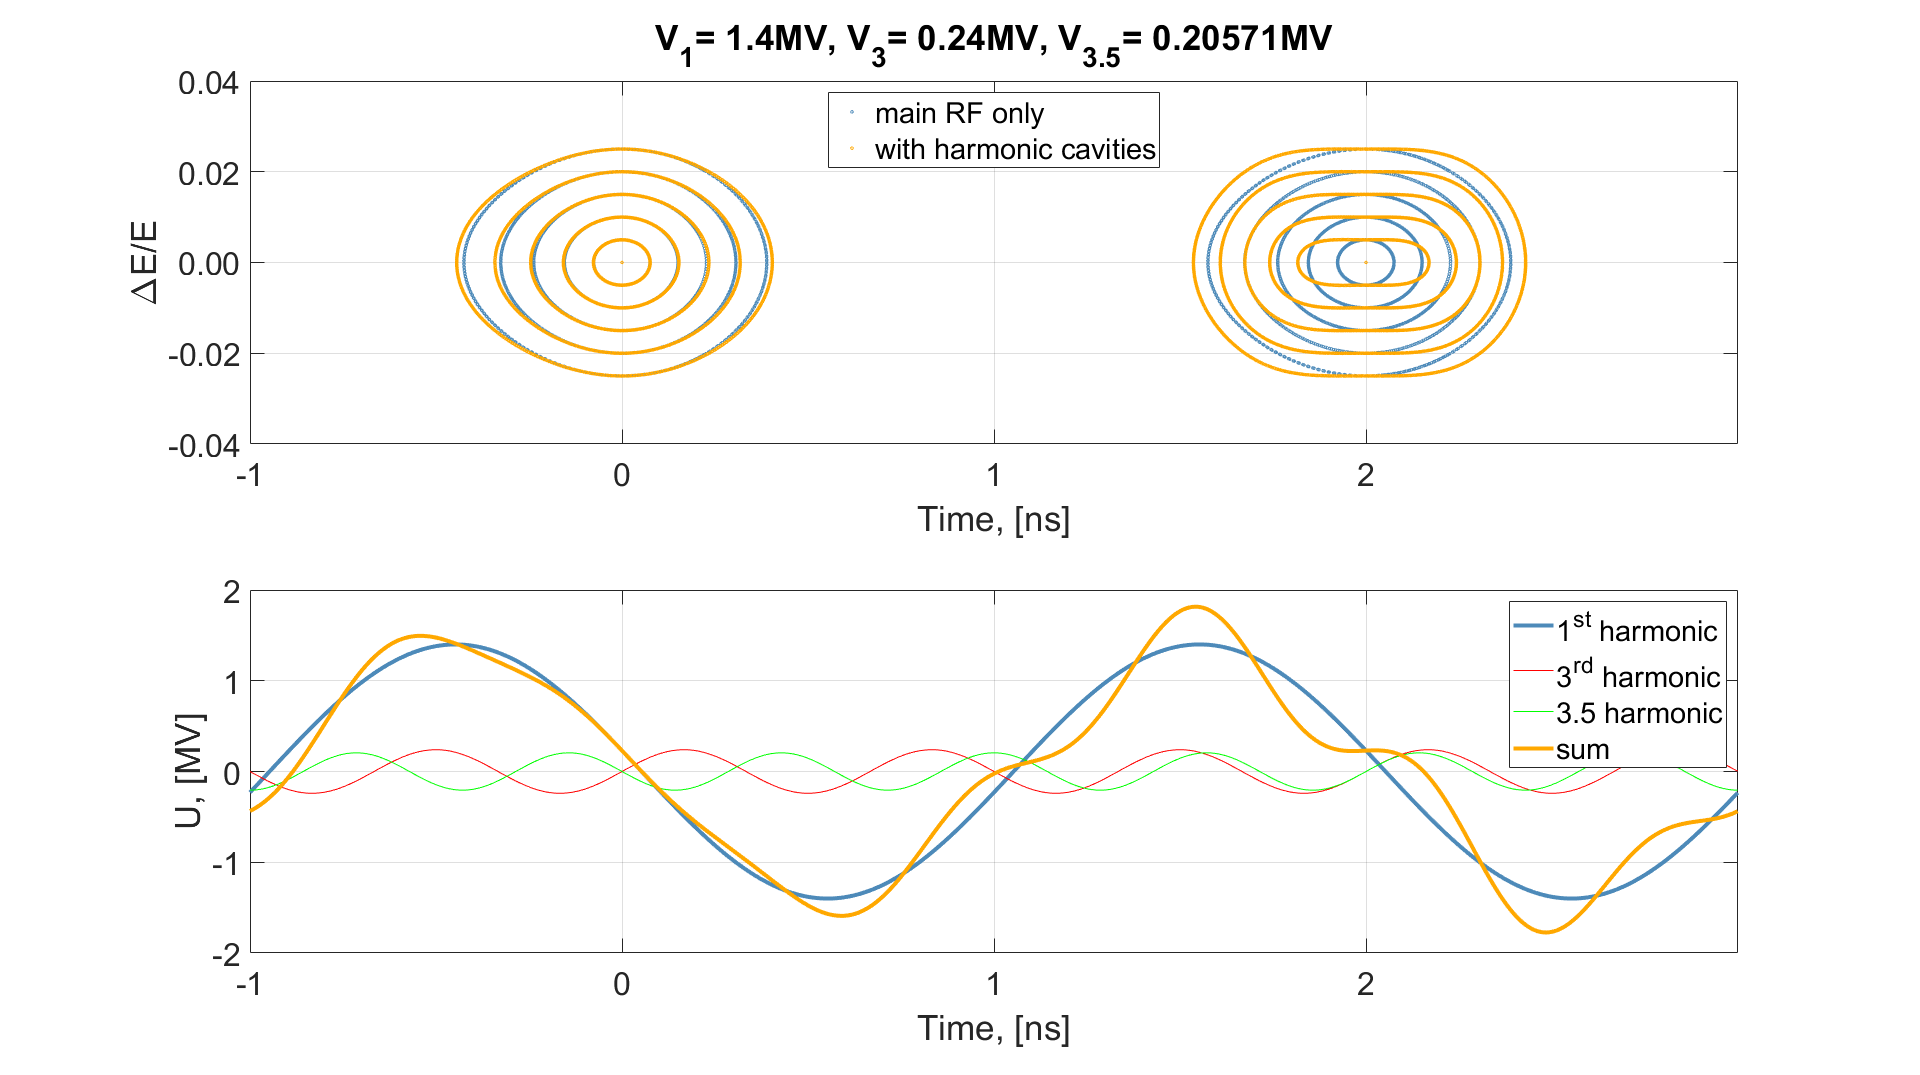 V₁= 1.4MV, V₃= 0.24MV, V₃.₅= 0.20571MV
0.04
0.02
0.00
-0.02
-0.04
ΔE/E
main RF only
with harmonic cavities
-1
0
1
2
Time, [ns]
2
1
0
-1
-2
U, [MV]
1ˢᵗ harmonic
3ʳᵈ harmonic
3.5 harmonic
sum
-1
0
1
2
Time, [ns]